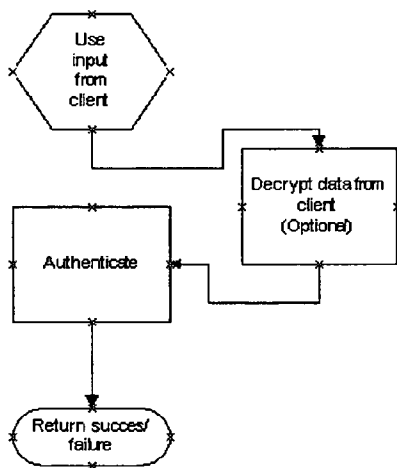 Use
input
from
client
Decrypt data from
client
(Optional)
Authenticate
Return succes/
failure